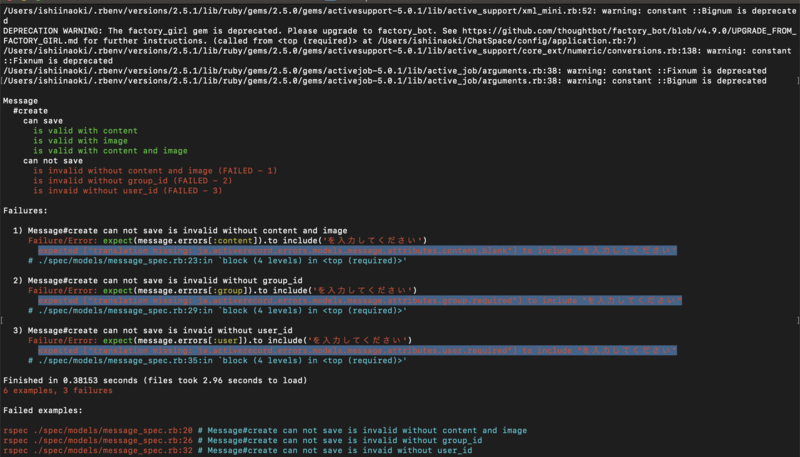 /Users/ishiinaoki/.rbenv/versions/2.5.1/lib/ruby/gems/2.5.0/gems/activesupport-5.0.1/lib/active_support/xml_mini.rb:52: warning: constant ::Bignum is deprecate
d
DEPRECATION WARNING: The factory_girl gem is deprecated. Please upgrade to factory_bot. See https://github.com/thoughtbot/factory_bot/blob/v4.9.0/UPGRADE_FROM_
FACTORY_GIRL.md for further instructions. (called from <top (required)> at /Users/ishiinaoki/ChatSpace/config/application.rb:7)
/Users/ishiinaoki/.rbenv/versions/2.5.1/lib/ruby/gems/2.5.0/gems/activesupport-5.0.1/lib/active_support/core_ext/numeric/conversions.rb:138: warning: constant
::Fixnum is deprecated
/Users/ishiinaoki/.rbenv/versions/2.5.1/lib/ruby/gems/2.5.0/gems/activejob-5.0.1/lib/active_job/arguments.rb:38: warning: constant ::Fixnum is deprecated
/Users/ishiinaoki/.rbenv/versions/2.5.1/lib/ruby/gems/2.5.0/gems/activejob-5.0.1/lib/active_job/arguments.rb:38: warning: constant ::Bignum is deprecated
Message
#create
can save
is valid with content
is valid with image
is valid with content and image
can not save
is invalid without content and image (FAILED - 1)
is invalid without group_id (FAILED - 2)
is invaid without user_id (FAILED - 3)
Failures:
1) Message#create can not save is invalid without content and image
Failure/Error: expect(message.errors[:content]).to include('を入力してください')
expected ["translation missing: ja.activerecord.errors.models.message.attributes.content.blank"] to include "を入力してください"
# ./spec/models/message_spec.rb:23:in `block (4 levels) in <top (required)>'
2) Message#create can not save is invalid without group_id
Failure/Error: expect(message.errors[:group]).to include('を入力してください')
expected ["translation missing: ja.activerecord.errors.models.message.attributes.group.required"] to include "を入力してください"
# ./spec/models/message_spec.rb:29:in `block (4 levels) in <top (required)>'
3) Message#create can not save is invaid without user_id
Failure/Error: expect(message.errors[:user]).to include('を入力してください')
expected ["translation missing: ja.activerecord.errors.models.message.attributes.user.required"] to include "を入力してください"
# ./spec/models/message_spec.rb:35:in `block (4 levels) in <top (required)>'
Finished in 0.38153 seconds (files took 2.96 seconds to load)
6 examples, 3 failures
Failed examples:
rspec ./spec/models/message_spec.rb:20 # Message#create can not save is invalid without content and image
rspec ./spec/models/message_spec.rb:26 # Message#create can not save is invalid without group_id
rspec ./spec/models/message_spec.rb:32 # Message#create can not save is invaid without user_id